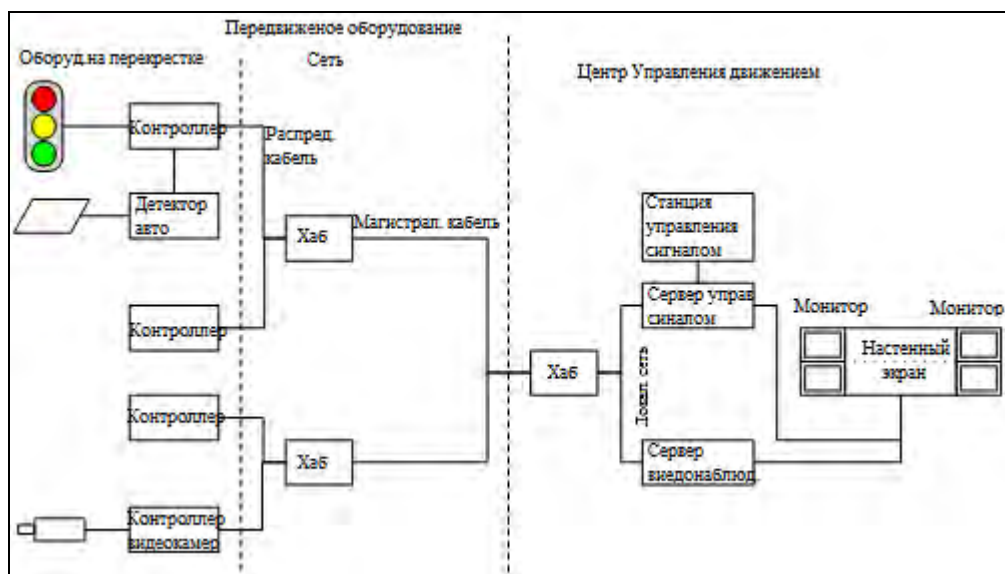 Передвиженое оборудование
Оборуд.на перекрестке
Сеть
Центр Управления движением
Контроллер
Распред.
кабель
Детектор
авто
Хаб
Магистрал. кабель
Станция
управления
сигналом
Контроллер
Сервер управ
синалом
Монитор
Монитор
Настенный
экран
Хаб
Локал. сеть
Контроллер
Хаб
Сервер
виедонаблюд.
Контроллер
видеокамер